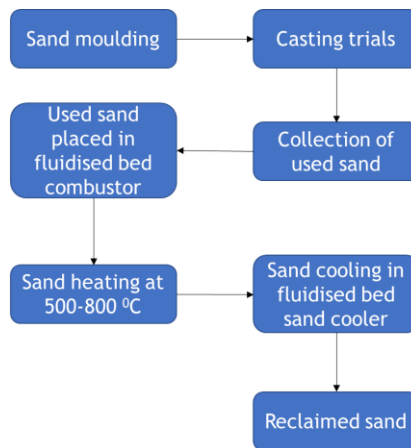 Sand moulding
Casting trials
Used sand
placed in
fluidised bed
combustor
Collection of
used sand
Sand heating at
500-800 ⁰C
Sand cooling in
fluidised bed
sand cooler
Reclaimed sand